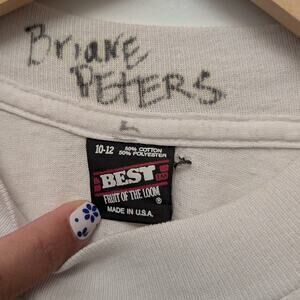 Briane
Peters
L
10-12
50% COTTON
50% POLYESTER
BEST
FRUIT OF THE LOOM
®
MADE IN U.S.A.